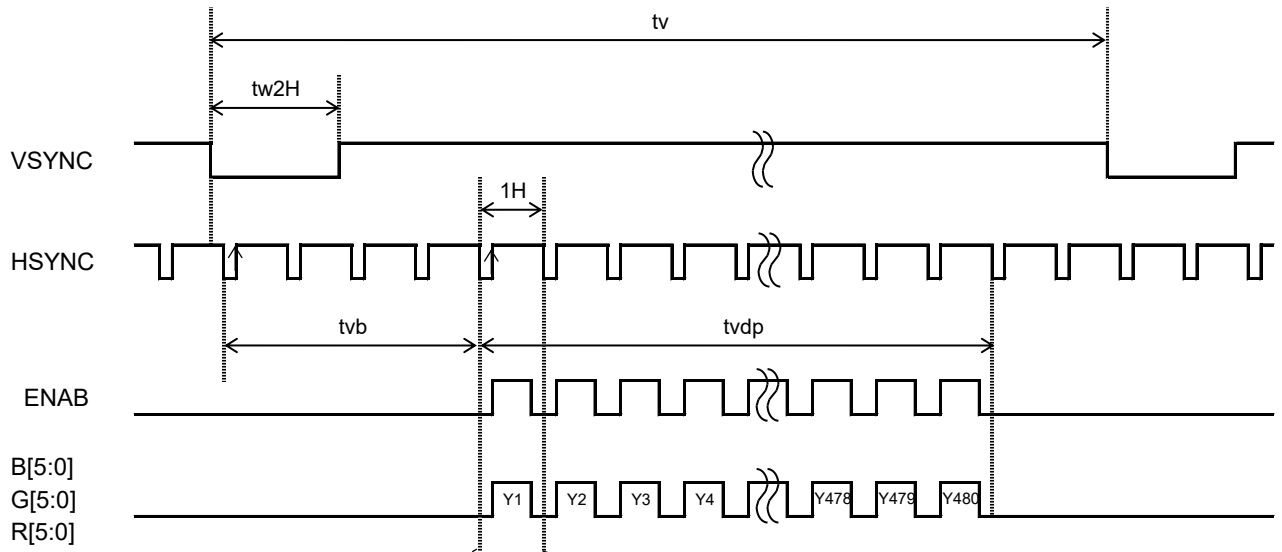 tv
tw2H
VSYNC
1H
HSYNC
tvb
tvdp
ENAB
B[5:0]
G[5:0]
R[5:0]
Y1 Y2 Y3 Y4 Y478 Y479 Y480